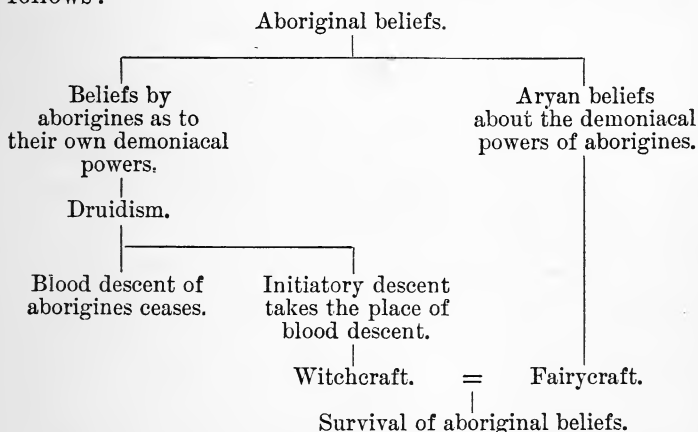 follows:
Aboriginal beliefs.
Beliefs by
aborigines as to
their own demoniacal
powers.
Druidism.
Aryan beliefs
about the demoniacal
powers of aborigines.
Blood descent of
aborigines ceases.
Initiatory descent
takes the place of
blood descent.
Witchcraft. = Fairycraft.
Survival of aboriginal beliefs.